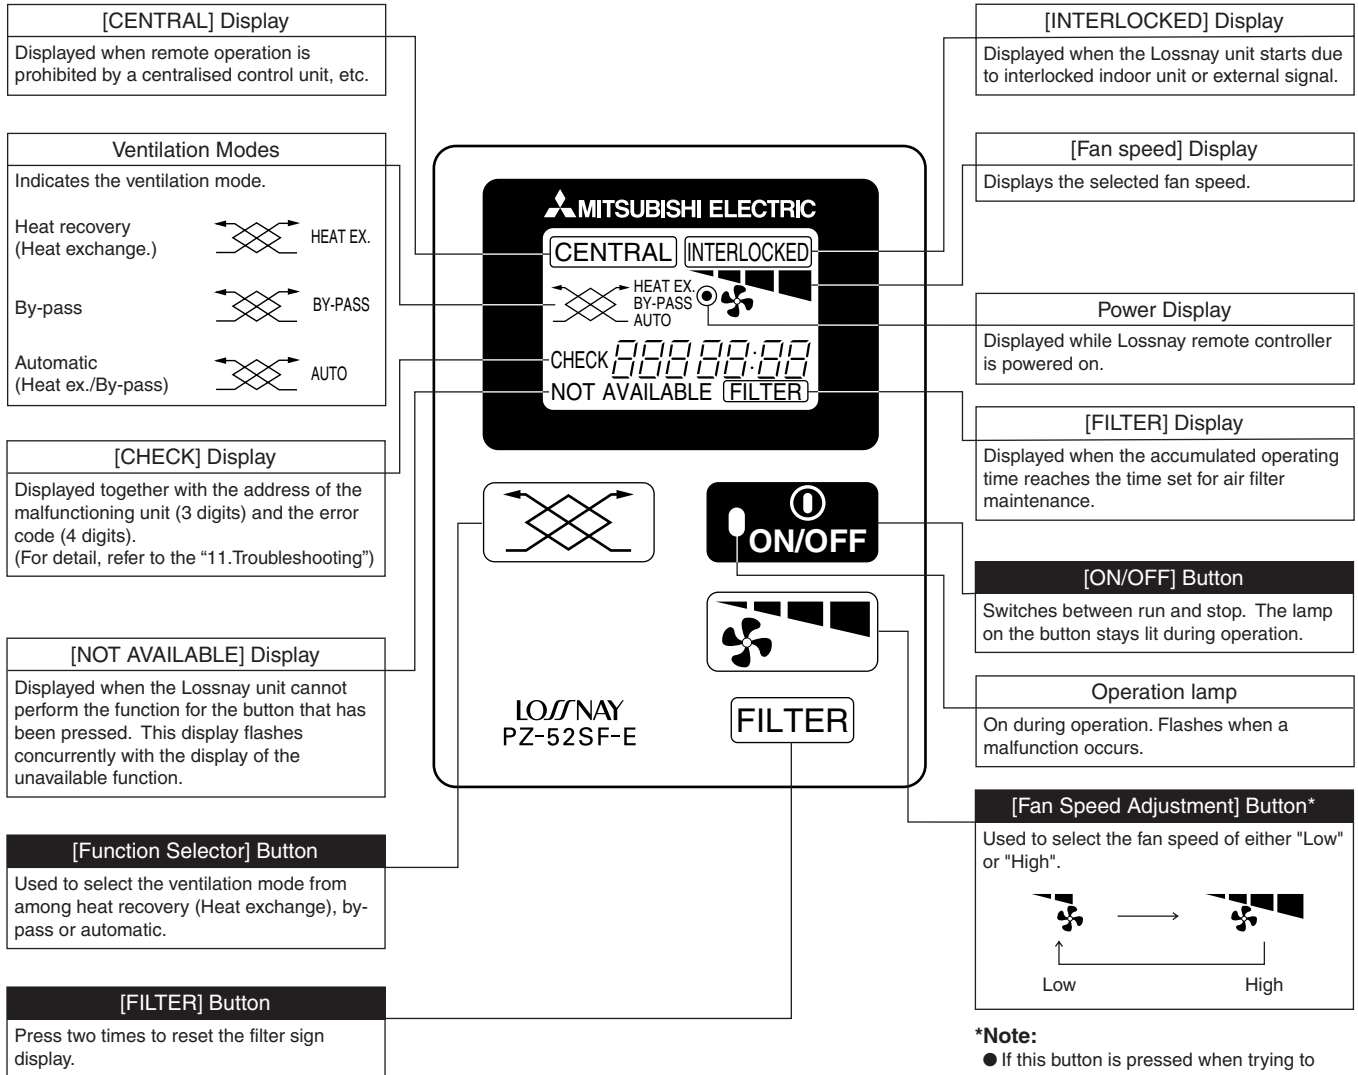 [CENTRAL] Display
Displayed when remote operation is
prohibited by a centralised control unit, etc.
Ventilation Modes
Indicates the ventilation mode.
Heat recovery
(Heat exchange.)
HEAT EX.
By-pass
BY-PASS
Automatic
(Heat ex./By-pass)
AUTO
[CHECK] Display
Displayed together with the address of the
malfunctioning unit (3 digits) and the error
code (4 digits).
(For detail, refer to the “11.Troubleshooting”)
[NOT AVAILABLE] Display
Displayed when the Lossnay unit cannot
perform the function for the button that has
been pressed. This display flashes
concurrently with the display of the
unavailable function.
[Function Selector] Button
Used to select the ventilation mode from
among heat recovery (Heat exchange), by-
pass or automatic.
[FILTER] Button
Press two times to reset the filter sign
display.
MITSUBISHI ELECTRIC
CENTRAL INTERLOCKED
HEAT EX.
BY-PASS
AUTO
CHECK 888 88:88
NOT AVAILABLE FILTER
ON/OFF
LOSSNAY
PZ-52SF-E
FILTER
[INTERLOCKED] Display
Displayed when the Lossnay unit starts due
to interlocked indoor unit or external signal.
[Fan speed] Display
Displays the selected fan speed.
Power Display
Displayed while Lossnay remote controller
is powered on.
[FILTER] Display
Displayed when the accumulated operating
time reaches the time set for air filter
maintenance.
[ON/OFF] Button
Switches between run and stop. The lamp
on the button stays lit during operation.
Operation lamp
On during operation. Flashes when a
malfunction occurs.
[Fan Speed Adjustment] Button*
Used to select the fan speed of either "Low"
or "High".
Low High
*Note:
● If this button is pressed when trying to